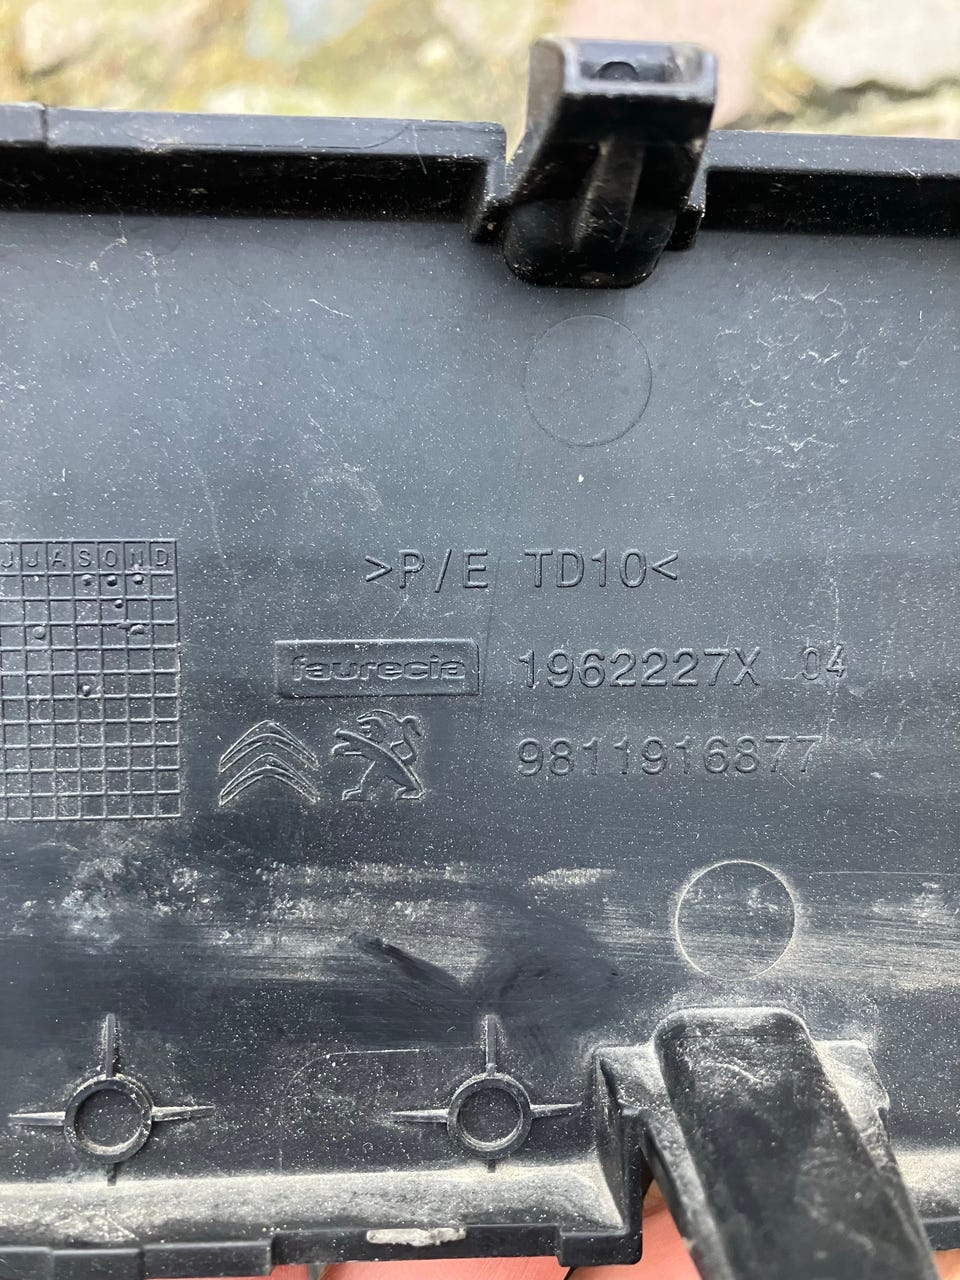 JJASOND
>P/E TD10<
faurecia 1962227X 04
9811916877